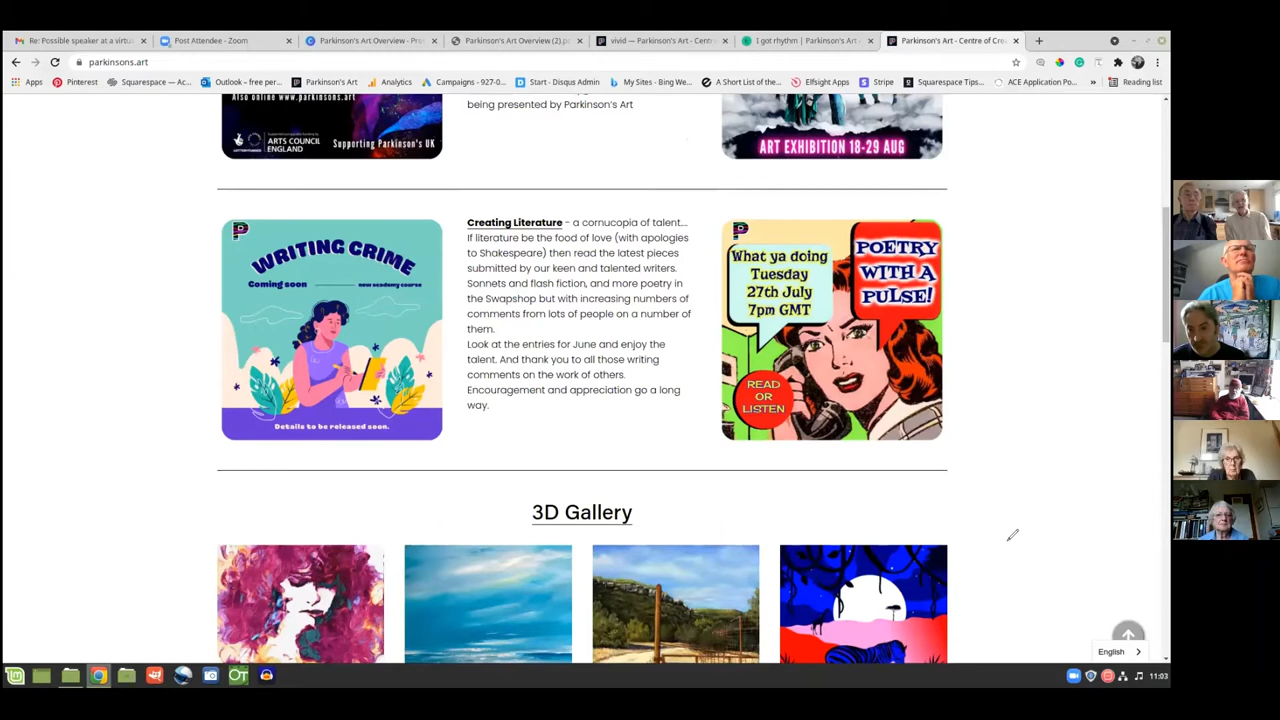 Re: Possible speaker at a virtu
Post Attendee - Zoom
Parkinson's Art Overview - Pre
Parkinson's Art Overview (2).p
vivid — Parkinson's Art - Centr
I got rhythm | Parkinson's Art
Parkinson's Art - Centre of Cre
parkinsons.art
Apps
Pinterest
Squarespace — Ac...
Outlook – free per...
Parkinson's Art
Analytics
Campaigns - 927-0...
Start - Disqus Admin
My Sites - Bing We...
A Short List of the...
Elfsight Apps
Stripe
Squarespace Tips...
ACE Application Po...
Reading list
Also online www.parkinsons.art
ARTS COUNCIL
ENGLAND
Supporting Parkinson's UK
being presented by Parkinson's Art
ART EXHIBITION 18-29 AUG
WRITING CRIME
Coming soon
new academy course
Details to be released soon.
Creating Literature - a cornucopia of talent...
If literature be the food of love (with apologies
to Shakespeare) then read the latest pieces
submitted by our keen and talented writers.
Sonnets and flash fiction, and more poetry in
the Swapshop but with increasing numbers of
comments from lots of people on a number of
them.
Look at the entries for June and enjoy the
talent. And thank you to all those writing
comments on the work of others.
Encouragement and appreciation go a long
way.
What ya doing
Tuesday
27th July
7pm GMT
POETRY
WITH A
PULSE!
READ
OR
LISTEN
3D Gallery
English
11:03